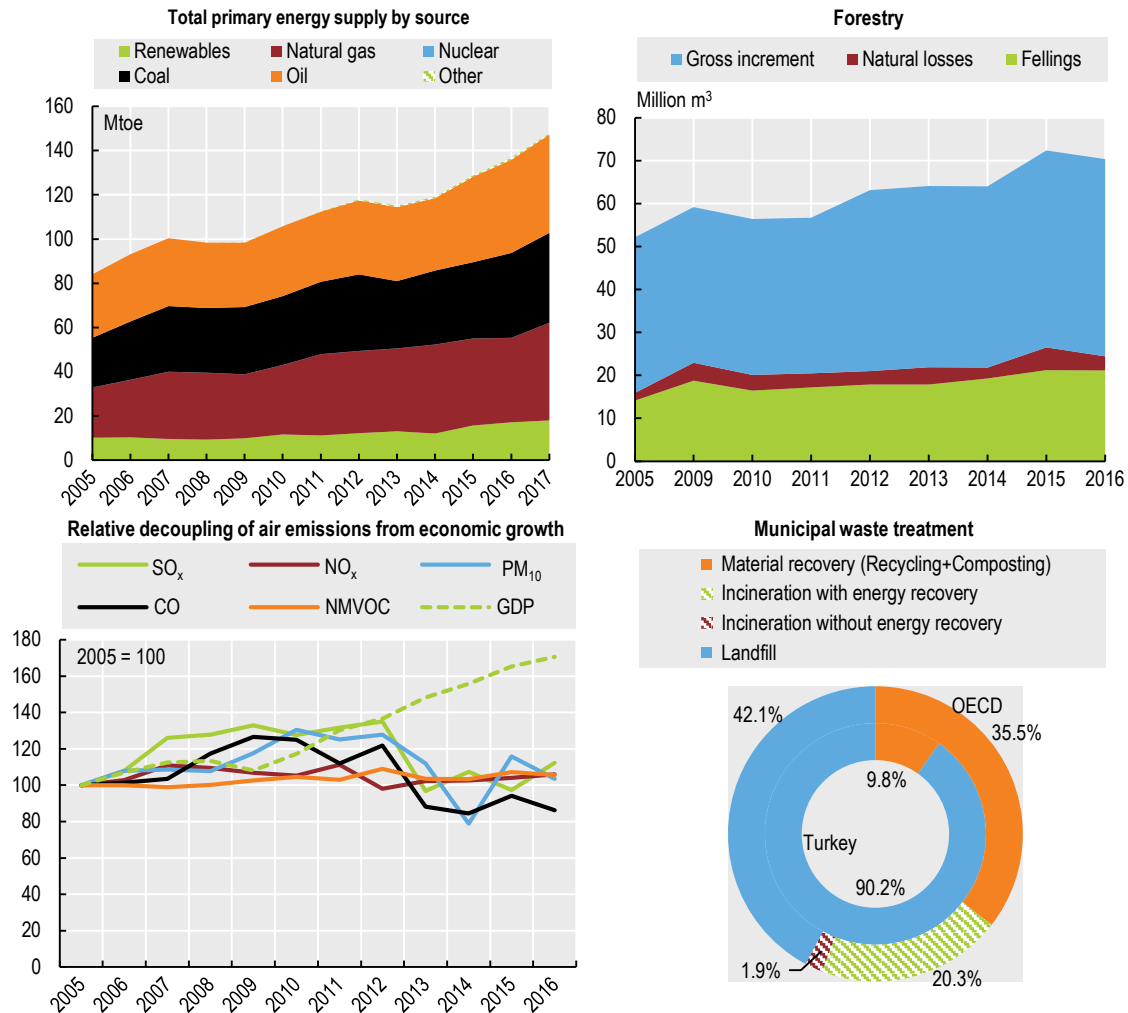 Total primary energy supply by source
Renewables Natural gas Nuclear
Coal Oil Other
Mtoe
160
140
120
100
80
60
40
20
0
2005 2006 2007 2008 2009 2010 2011 2012 2013 2014 2015 2016 2017
Forestry
Gross increment Natural losses Fellings
Million m³
80
70
60
50
40
30
20
10
0
2005 2009 2010 2011 2012 2013 2014 2015 2016
Relative decoupling of air emissions from economic growth
SOₓ NOₓ PM₁₀
CO NMVOC GDP
2005 = 100
180
160
140
120
100
80
60
40
20
0
2005 2006 2007 2008 2009 2010 2011 2012 2013 2014 2015 2016
Municipal waste treatment
Material recovery (Recycling+Composting)
Incineration with energy recovery
Incineration without energy recovery
Landfill
OECD
42.1%
35.5%
9.8%
Turkey
90.2%
1.9%
20.3%